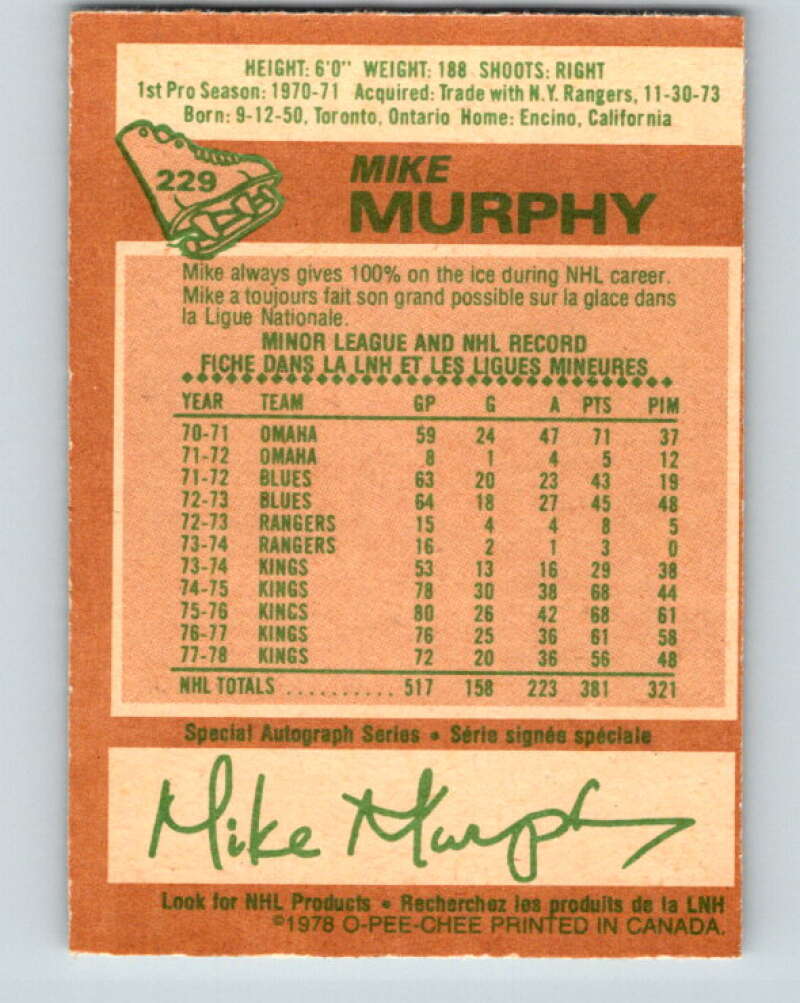 HEIGHT: 6'0" WEIGHT: 188 SHOOTS: RIGHT
1st Pro Season: 1970-71 Acquired: Trade with N.Y. Rangers, 11-30-73
Born: 9-12-50, Toronto, Ontario Home: Encino, California
229
MIKE
MURPHY
Mike always gives 100% on the ice during NHL career.
Mike a toujours fait son grand possible sur la glace dans
la Ligue Nationale.
MINOR LEAGUE AND NHL RECORD
FICHE DANS LA LNH ET LES LIGUES MINEURES
YEAR TEAM GP G A PTS PIM
70-71 OMAHA 59 24 47 71 37
71-72 OMAHA 8 1 4 5 12
71-72 BLUES 63 20 23 43 19
72-73 BLUES 64 18 27 45 48
72-73 RANGERS 15 4 4 8 5
73-74 RANGERS 16 2 1 3 0
73-74 KINGS 53 13 16 29 38
74-75 KINGS 78 30 38 68 44
75-76 KINGS 80 26 42 68 61
76-77 KINGS 76 25 36 61 58
77-78 KINGS 72 20 36 56 48
NHL TOTALS .......... 517 158 223 381 321
Special Autograph Series • Série signée spéciale
Mike Murphy
Look for NHL Products • Recherchez les produits de la LNH
©1978 O-PEE-CHEE PRINTED IN CANADA.